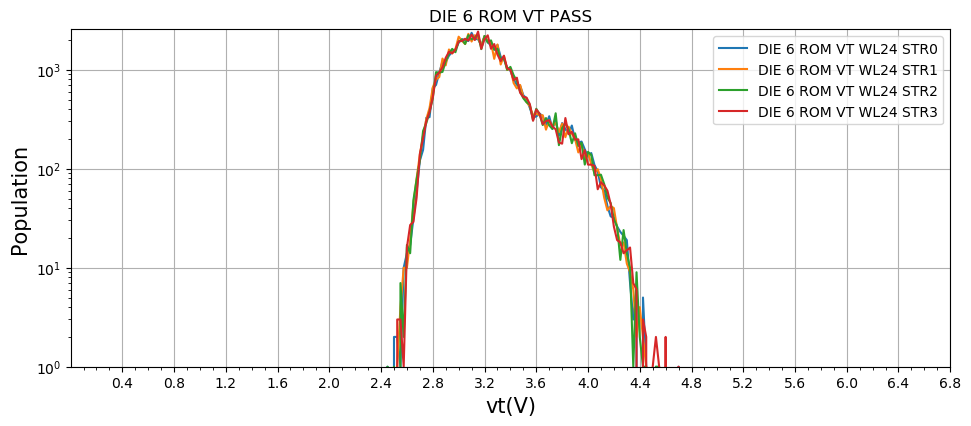 DIE 6 ROM VT PASS
DIE 6 ROM VT WL24 STR0
DIE 6 ROM VT WL24 STR1
DIE 6 ROM VT WL24 STR2
DIE 6 ROM VT WL24 STR3
Population
10³
10²
10¹
10⁰
0.4 0.8 1.2 1.6 2.0 2.4 2.8 3.2 3.6 4.0 4.4 4.8 5.2 5.6 6.0 6.4 6.8
vt(V)